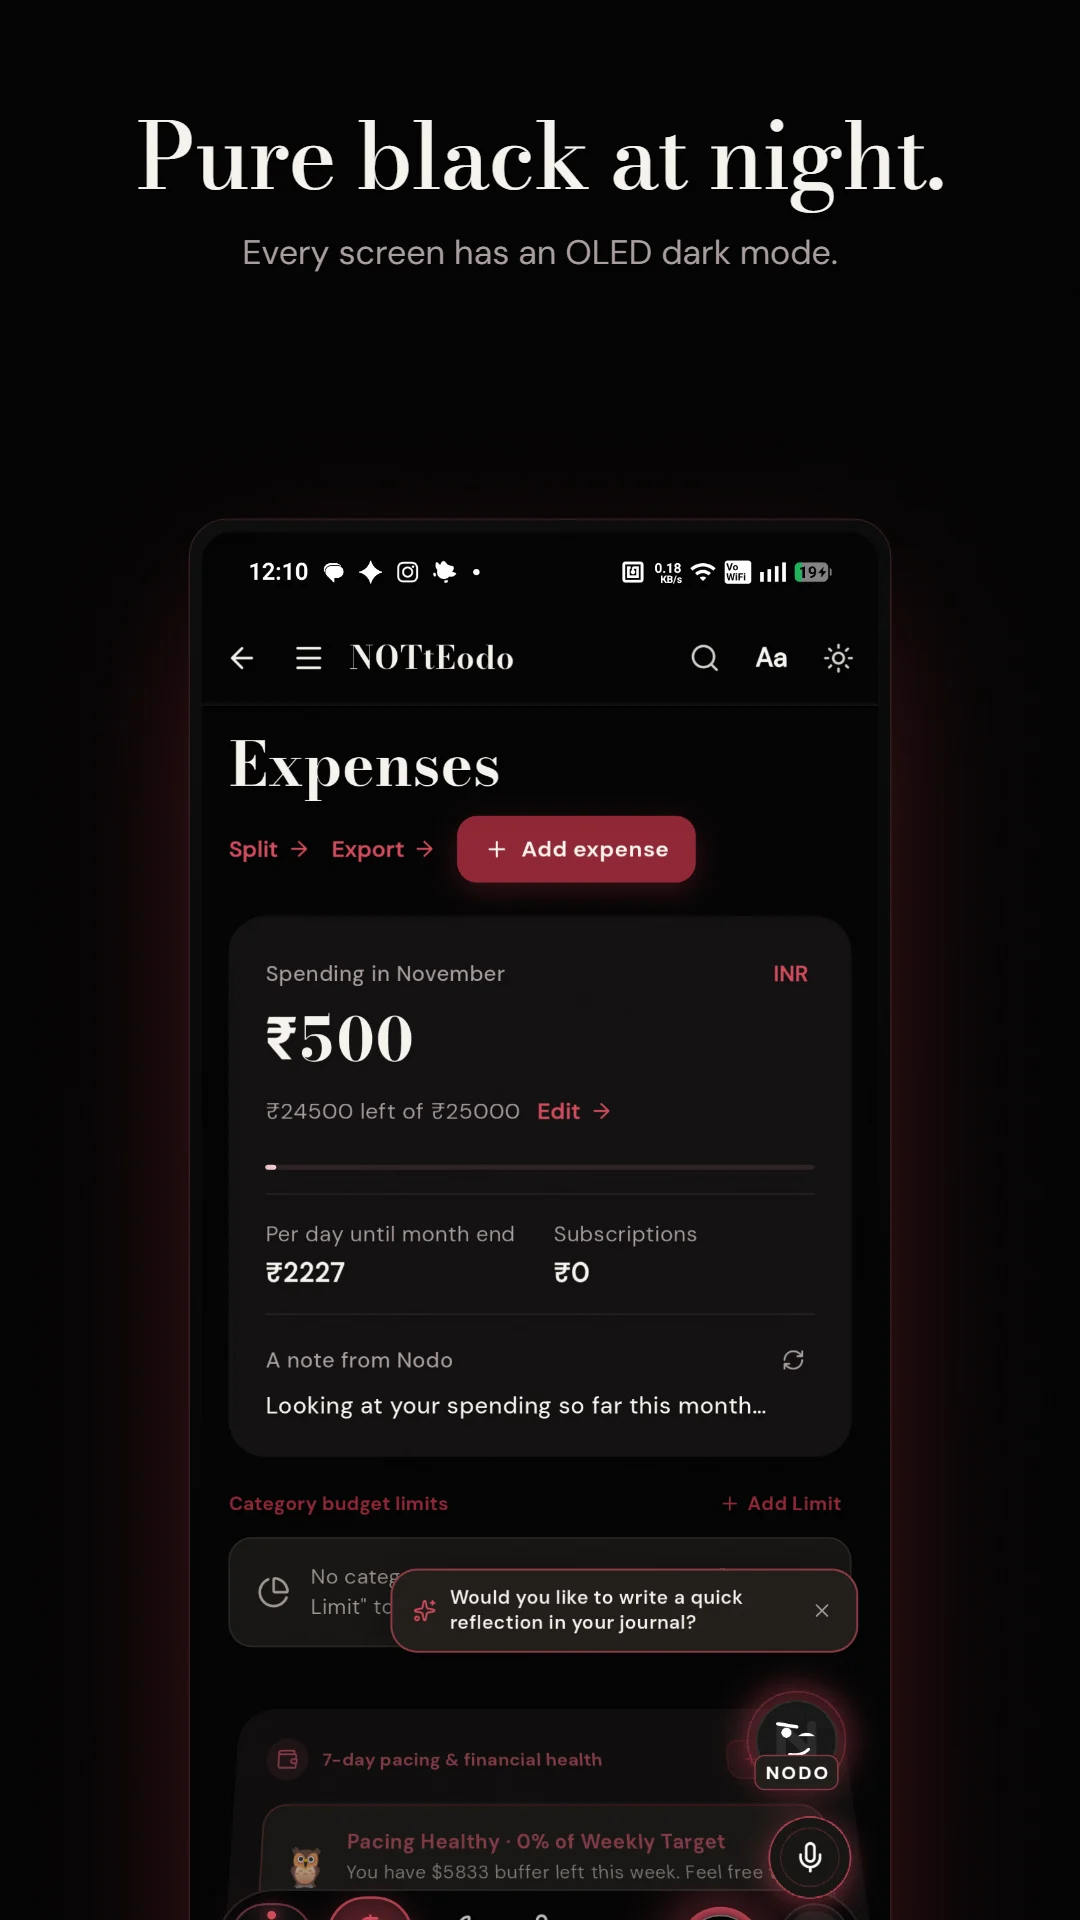 Pure black at night.
Every screen has an OLED dark mode.
12:10
0.18 KB/s
Vo WiFi
19
NOTtEodo
Aa
Expenses
Split → Export → + Add expense
Spending in November INR
₹500
₹24500 left of ₹25000 Edit →
Per day until month end Subscriptions
₹2227 ₹0
A note from Nodo
Looking at your spending so far this month...
Category budget limits + Add Limit
No categ
Limit" to
Would you like to write a quick
reflection in your journal?
7-day pacing & financial health
NODO
Pacing Healthy · 0% of Weekly Target
You have $5833 buffer left this week. Feel free